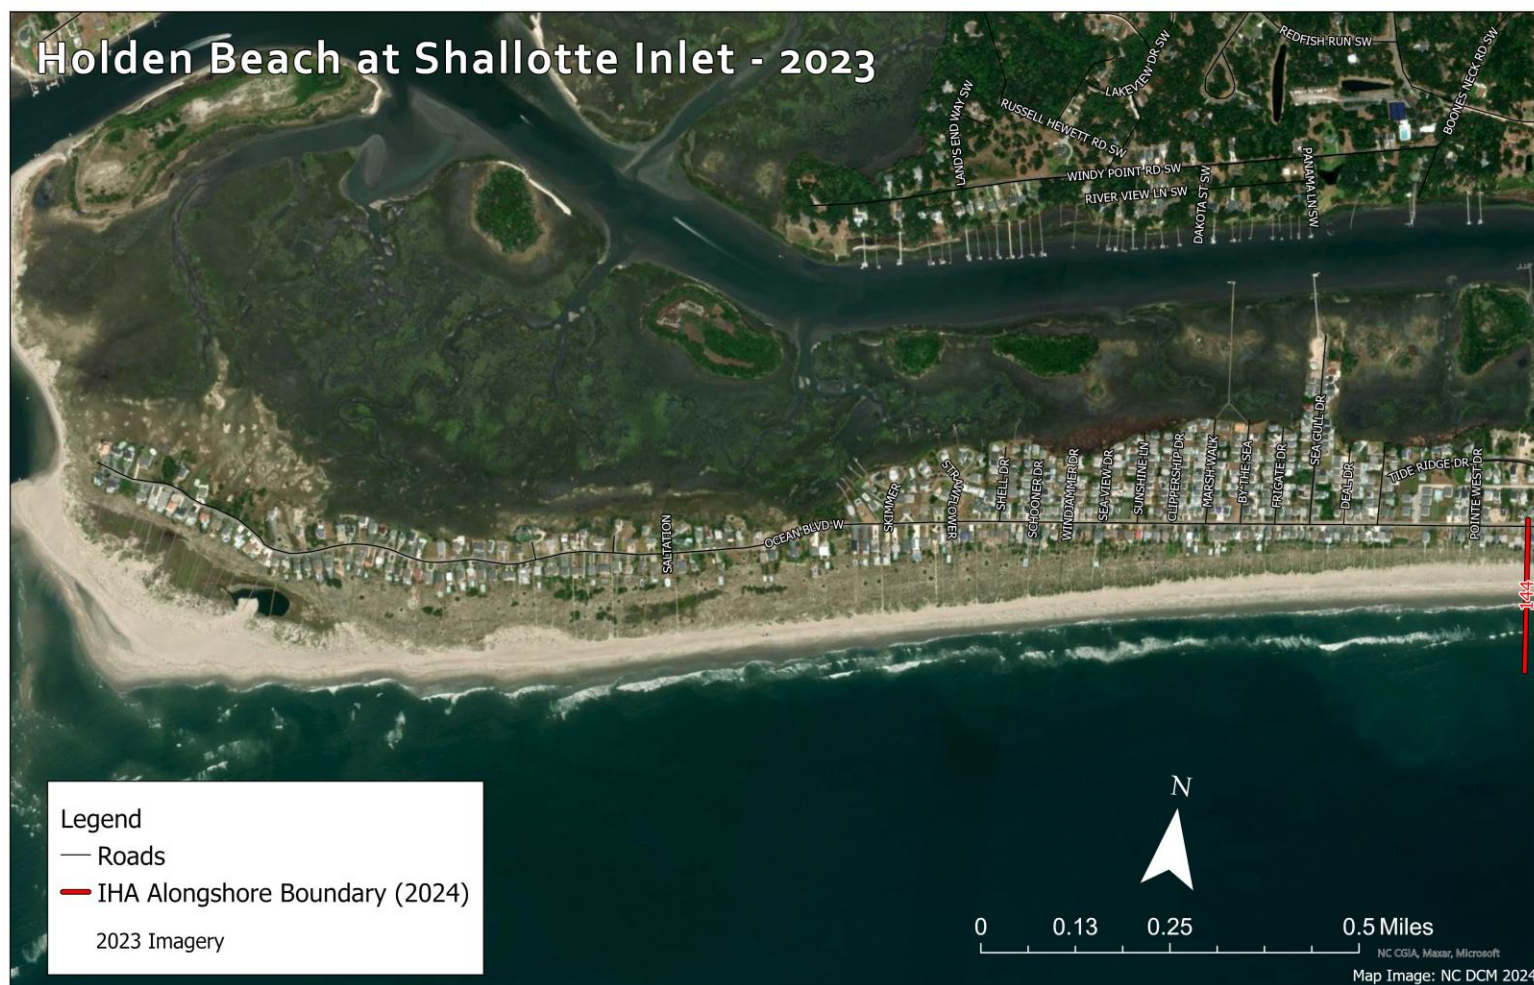 Holden Beach at Shallotte Inlet - 2023
REDFISH RUN SW
LAKEVIEW DR SW
BOONES NECK RD SW
LAND'S END WAY SW
RUSSELL HEWETT RD SW
WINDY POINT RD SW
PANAMA LN SW
RIVER VIEW LN SW
DAKOTA ST SW
SALTATION
OCEAN BLVD W
SKIMMER
STRAWFLOWER
SHELL DR
SCHOONER DR
WINDJAMMER DR
SEA VIEW DR
SUNSHINE LN
CLIPPERSHIP DR
MARSH WALK
BY THE SEA
FRIGATE DR
SEA GULL DR
DEAL DR
TIDE RIDGE DR
POINTE WEST DR
144
Legend
Roads
IHA Alongshore Boundary (2024)
2023 Imagery
N
0 0.13 0.25 0.5 Miles
NC CGIA, Maxar, Microsoft
Map Image: NC DCM 2024